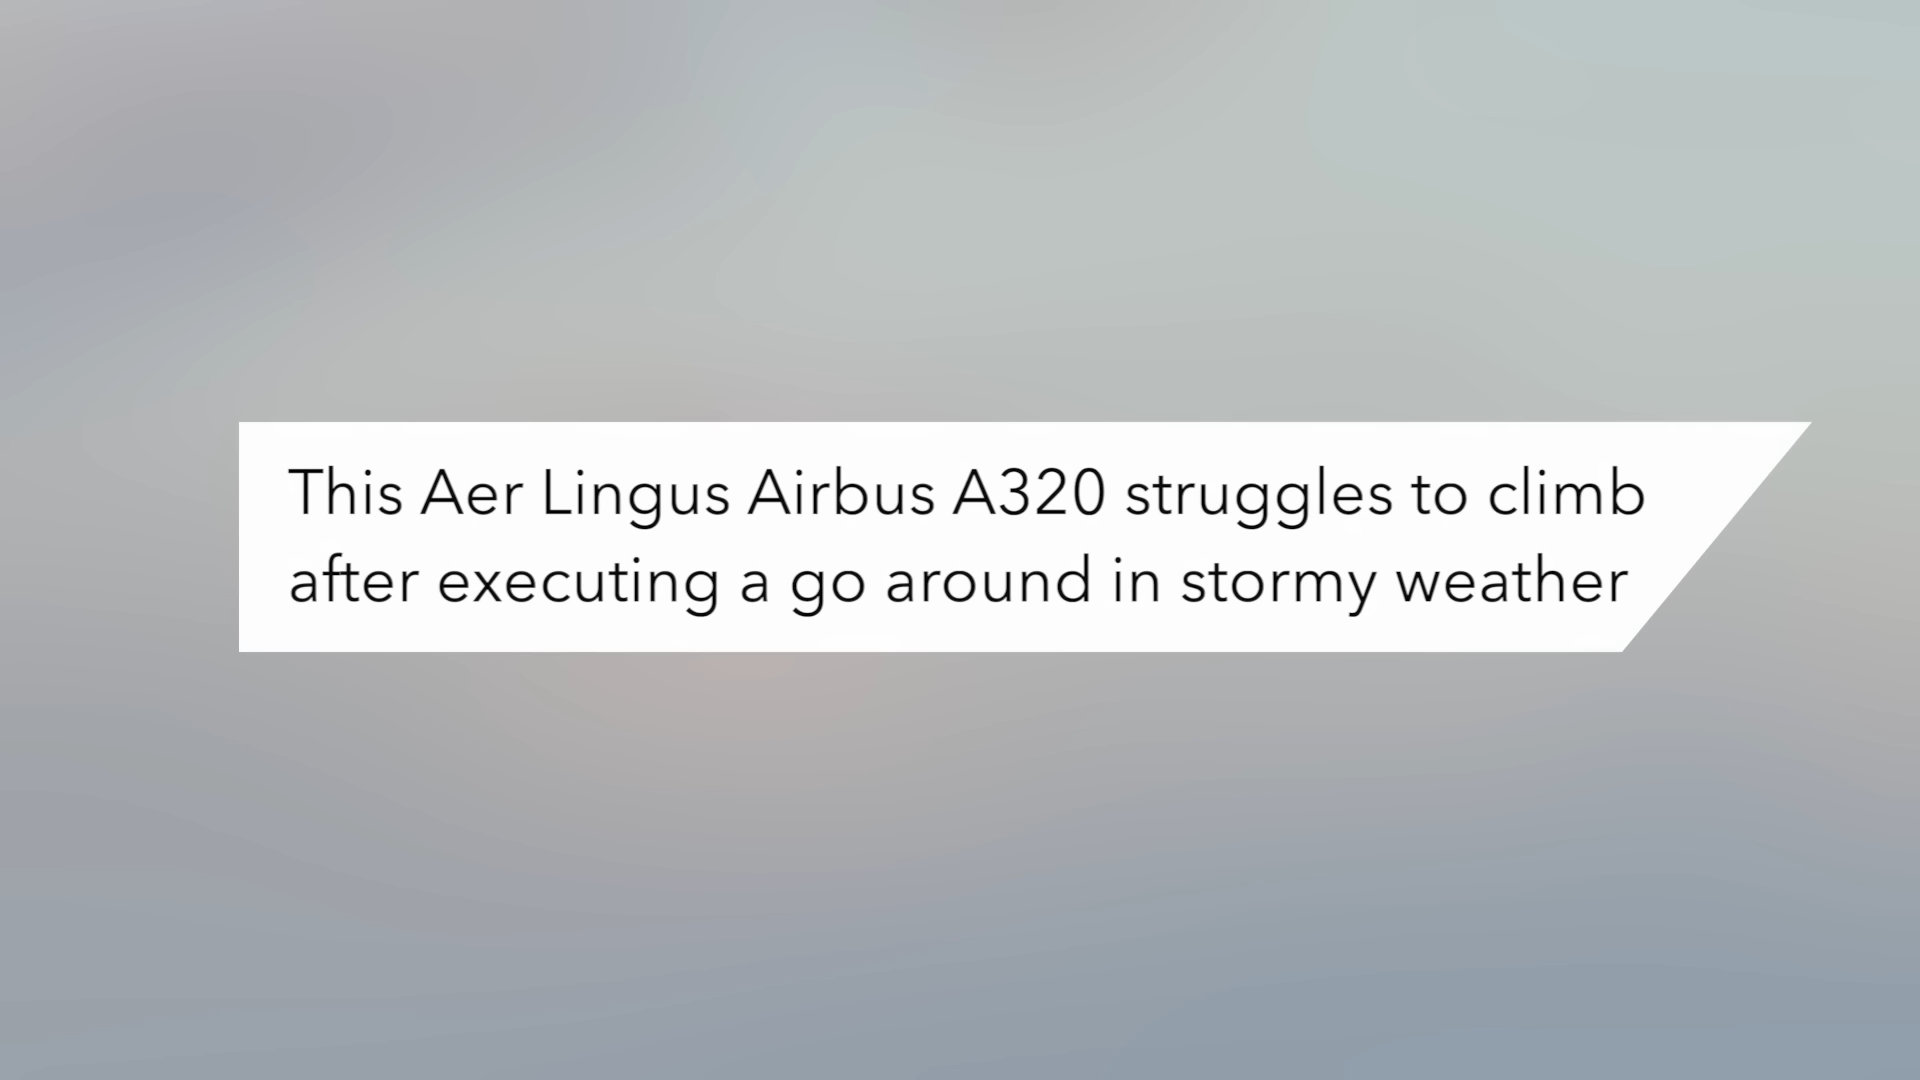 This Aer Lingus Airbus A320 struggles to climb
after executing a go around in stormy weather